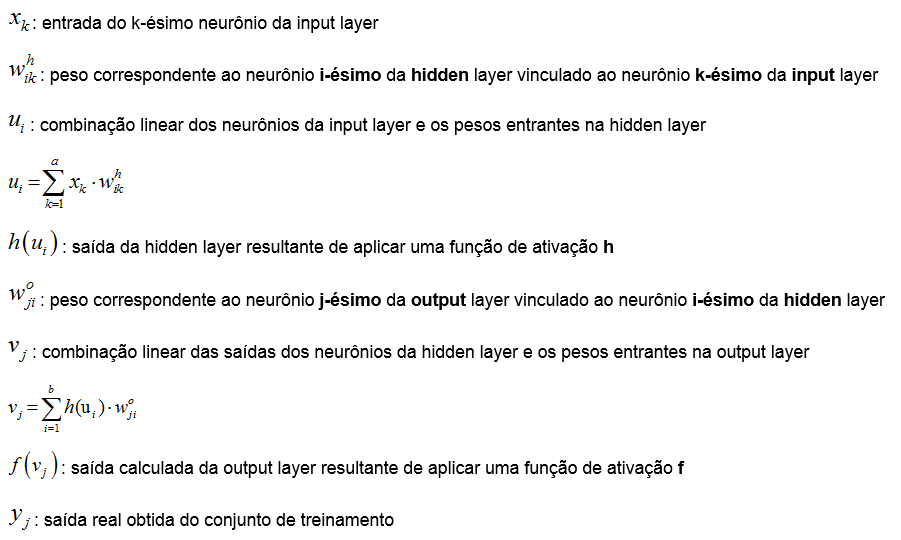 x_k : entrada do k-ésimo neurônio da input layer
w_{ik}^h : peso correspondente ao neurônio i-ésimo da hidden layer vinculado ao neurônio k-ésimo da input layer
u_i : combinação linear dos neurônios da input layer e os pesos entrantes na hidden layer
u_i = \sum_{k=1}^{a} x_k · w_{ik}^h
h(u_i) : saída da hidden layer resultante de aplicar uma função de ativação h
w_{ji}^o : peso correspondente ao neurônio j-ésimo da output layer vinculado ao neurônio i-ésimo da hidden layer
v_j : combinação linear das saídas dos neurônios da hidden layer e os pesos entrantes na output layer
v_j = \sum_{i=1}^{b} h(u_i) · w_{ji}^o
f(v_j) : saída calculada da output layer resultante de aplicar uma função de ativação f
y_j : saída real obtida do conjunto de treinamento